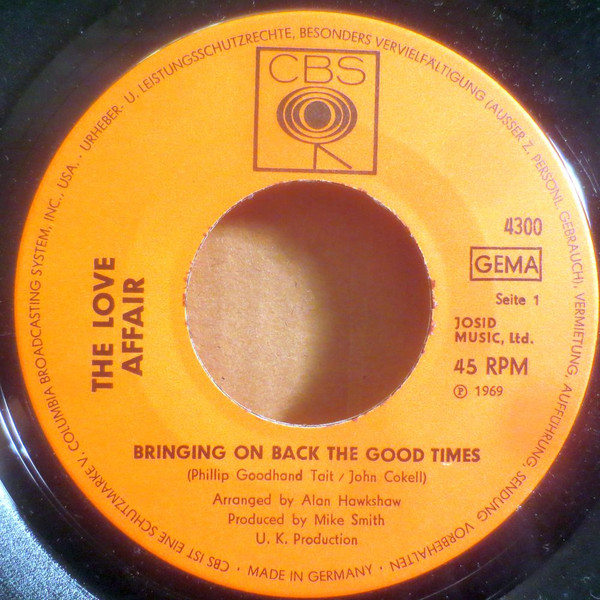 CBS
4300
GEMA
Seite 1
JOSID
MUSIC, Ltd.
45 RPM
Ⓟ 1969
THE LOVE
AFFAIR
BRINGING ON BACK THE GOOD TIMES
(Phillip Goodhand Tait / John Cokell)
Arranged by Alan Hawkshaw
Produced by Mike Smith
U. K. Production
CBS IST EINE SCHUTZMARKE V. COLUMBIA BROADCASTING SYSTEM, INC., USA. · URHEBER- U. LEISTUNGSSCHUTZRECHTE, BESONDERS VERVIELFÄLTIGUNG (AUSSER Z. PERSÖNL. GEBRAUCH), VERMIETUNG, AUFFÜHRUNG, SENDUNG VORBEHALTEN · MADE IN GERMANY ·